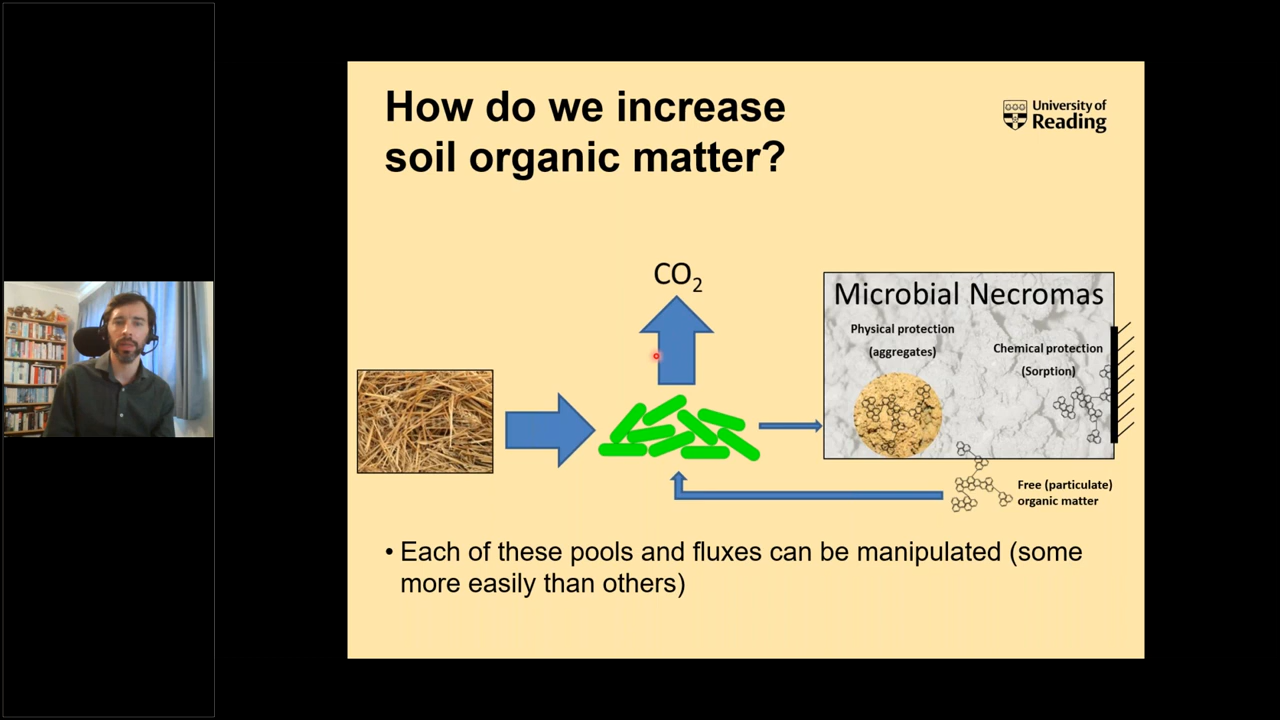 How do we increase
soil organic matter?
University of
Reading
CO₂
Microbial Necromas
Physical protection
(aggregates)
Chemical protection
(Sorption)
Free (particulate)
organic matter
• Each of these pools and fluxes can be manipulated (some
more easily than others)